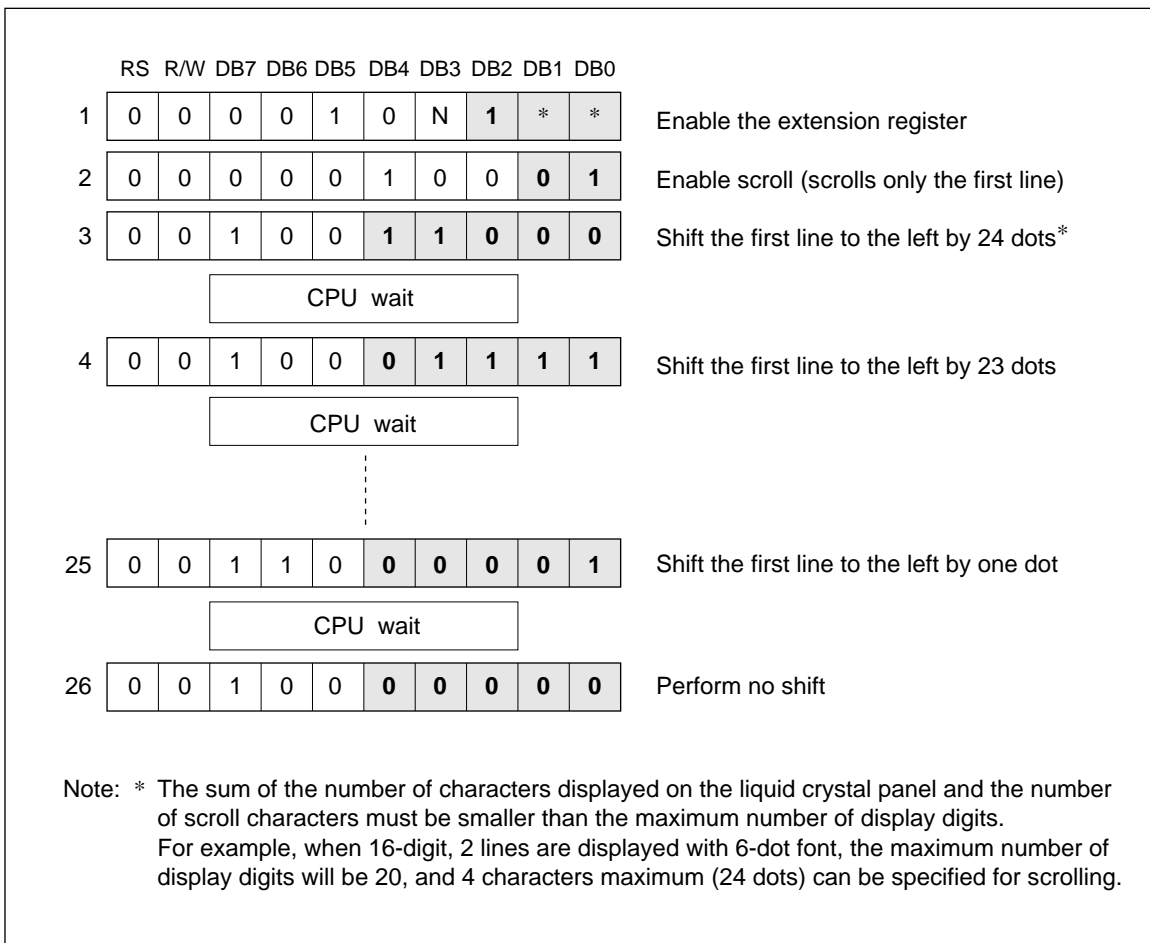 RS R/W DB7 DB6 DB5 DB4 DB3 DB2 DB1 DB0
1 0 0 0 0 1 0 N 1 * * Enable the extension register
2 0 0 0 0 0 1 0 0 0 1 Enable scroll (scrolls only the first line)
3 0 0 1 0 0 1 1 0 0 0 Shift the first line to the left by 24 dots*
CPU wait
4 0 0 1 0 0 0 1 1 1 1 Shift the first line to the left by 23 dots
CPU wait
25 0 0 1 1 0 0 0 0 0 1 Shift the first line to the left by one dot
CPU wait
26 0 0 1 0 0 0 0 0 0 0 Perform no shift
Note: * The sum of the number of characters displayed on the liquid crystal panel and the number
of scroll characters must be smaller than the maximum number of display digits.
For example, when 16-digit, 2 lines are displayed with 6-dot font, the maximum number of
display digits will be 20, and 4 characters maximum (24 dots) can be specified for scrolling.